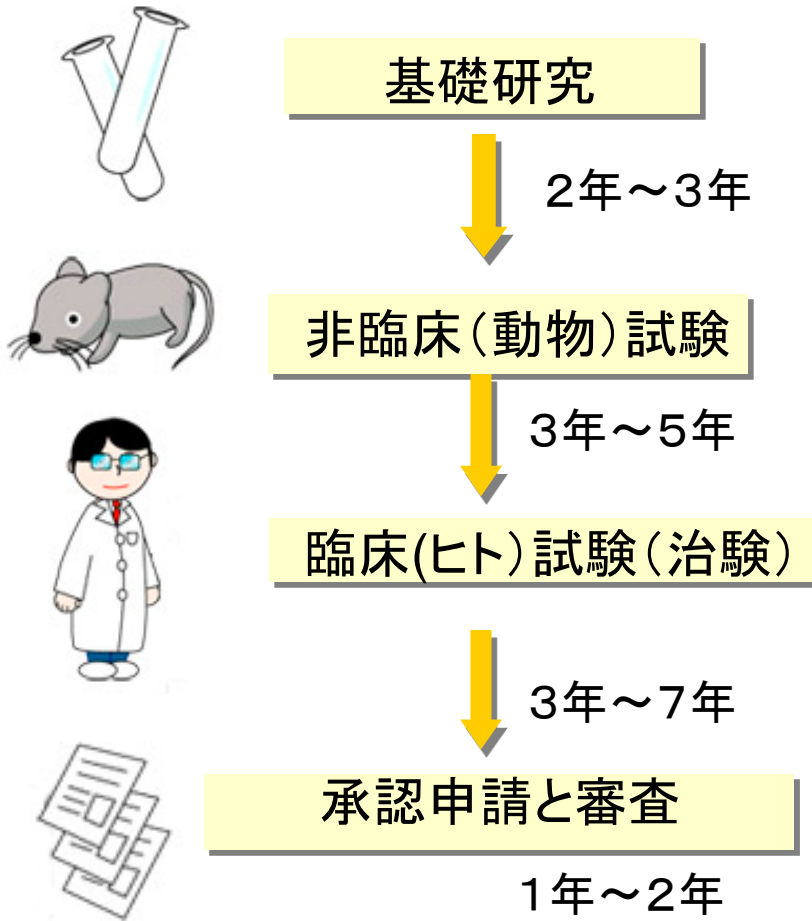 基礎研究
２年～３年
非臨床（動物）試験
３年～５年
臨床(ヒト）試験（治験）
３年～７年
承認申請と審査
１年～２年